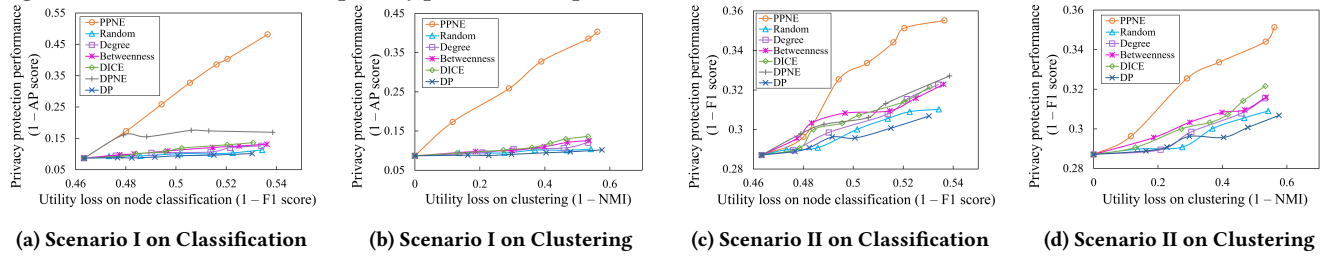 Privacy protection performance
(1 − AP score)
0.55
0.45
0.35
0.25
0.15
0.05
PPNE
Random
Degree
Betweenness
DICE
DPNE
DP
0.46
0.48
0.5
0.52
0.54
Utility loss on node classification (1 − F1 score)
(a) Scenario I on Classification
Privacy protection performance
(1 − AP score)
0.45
0.35
0.25
0.15
0.05
PPNE
Random
Degree
Betweenness
DICE
DP
0
0.2
0.4
0.6
Utility loss on clustering (1 − NMI)
(b) Scenario I on Clustering
Privacy protection performance
(1 − F1 score)
0.36
0.34
0.32
0.3
0.28
PPNE
Random
Degree
Betweenness
DICE
DPNE
DP
0.46
0.48
0.5
0.52
0.54
Utility loss on node classification (1 − F1 score)
(c) Scenario II on Classification
Privacy protection performance
(1 − F1 score)
0.36
0.34
0.32
0.3
0.28
PPNE
Random
Degree
Betweenness
DICE
DP
0
0.2
0.4
0.6
Utility loss on clustering (1 − NMI)
(d) Scenario II on Clustering